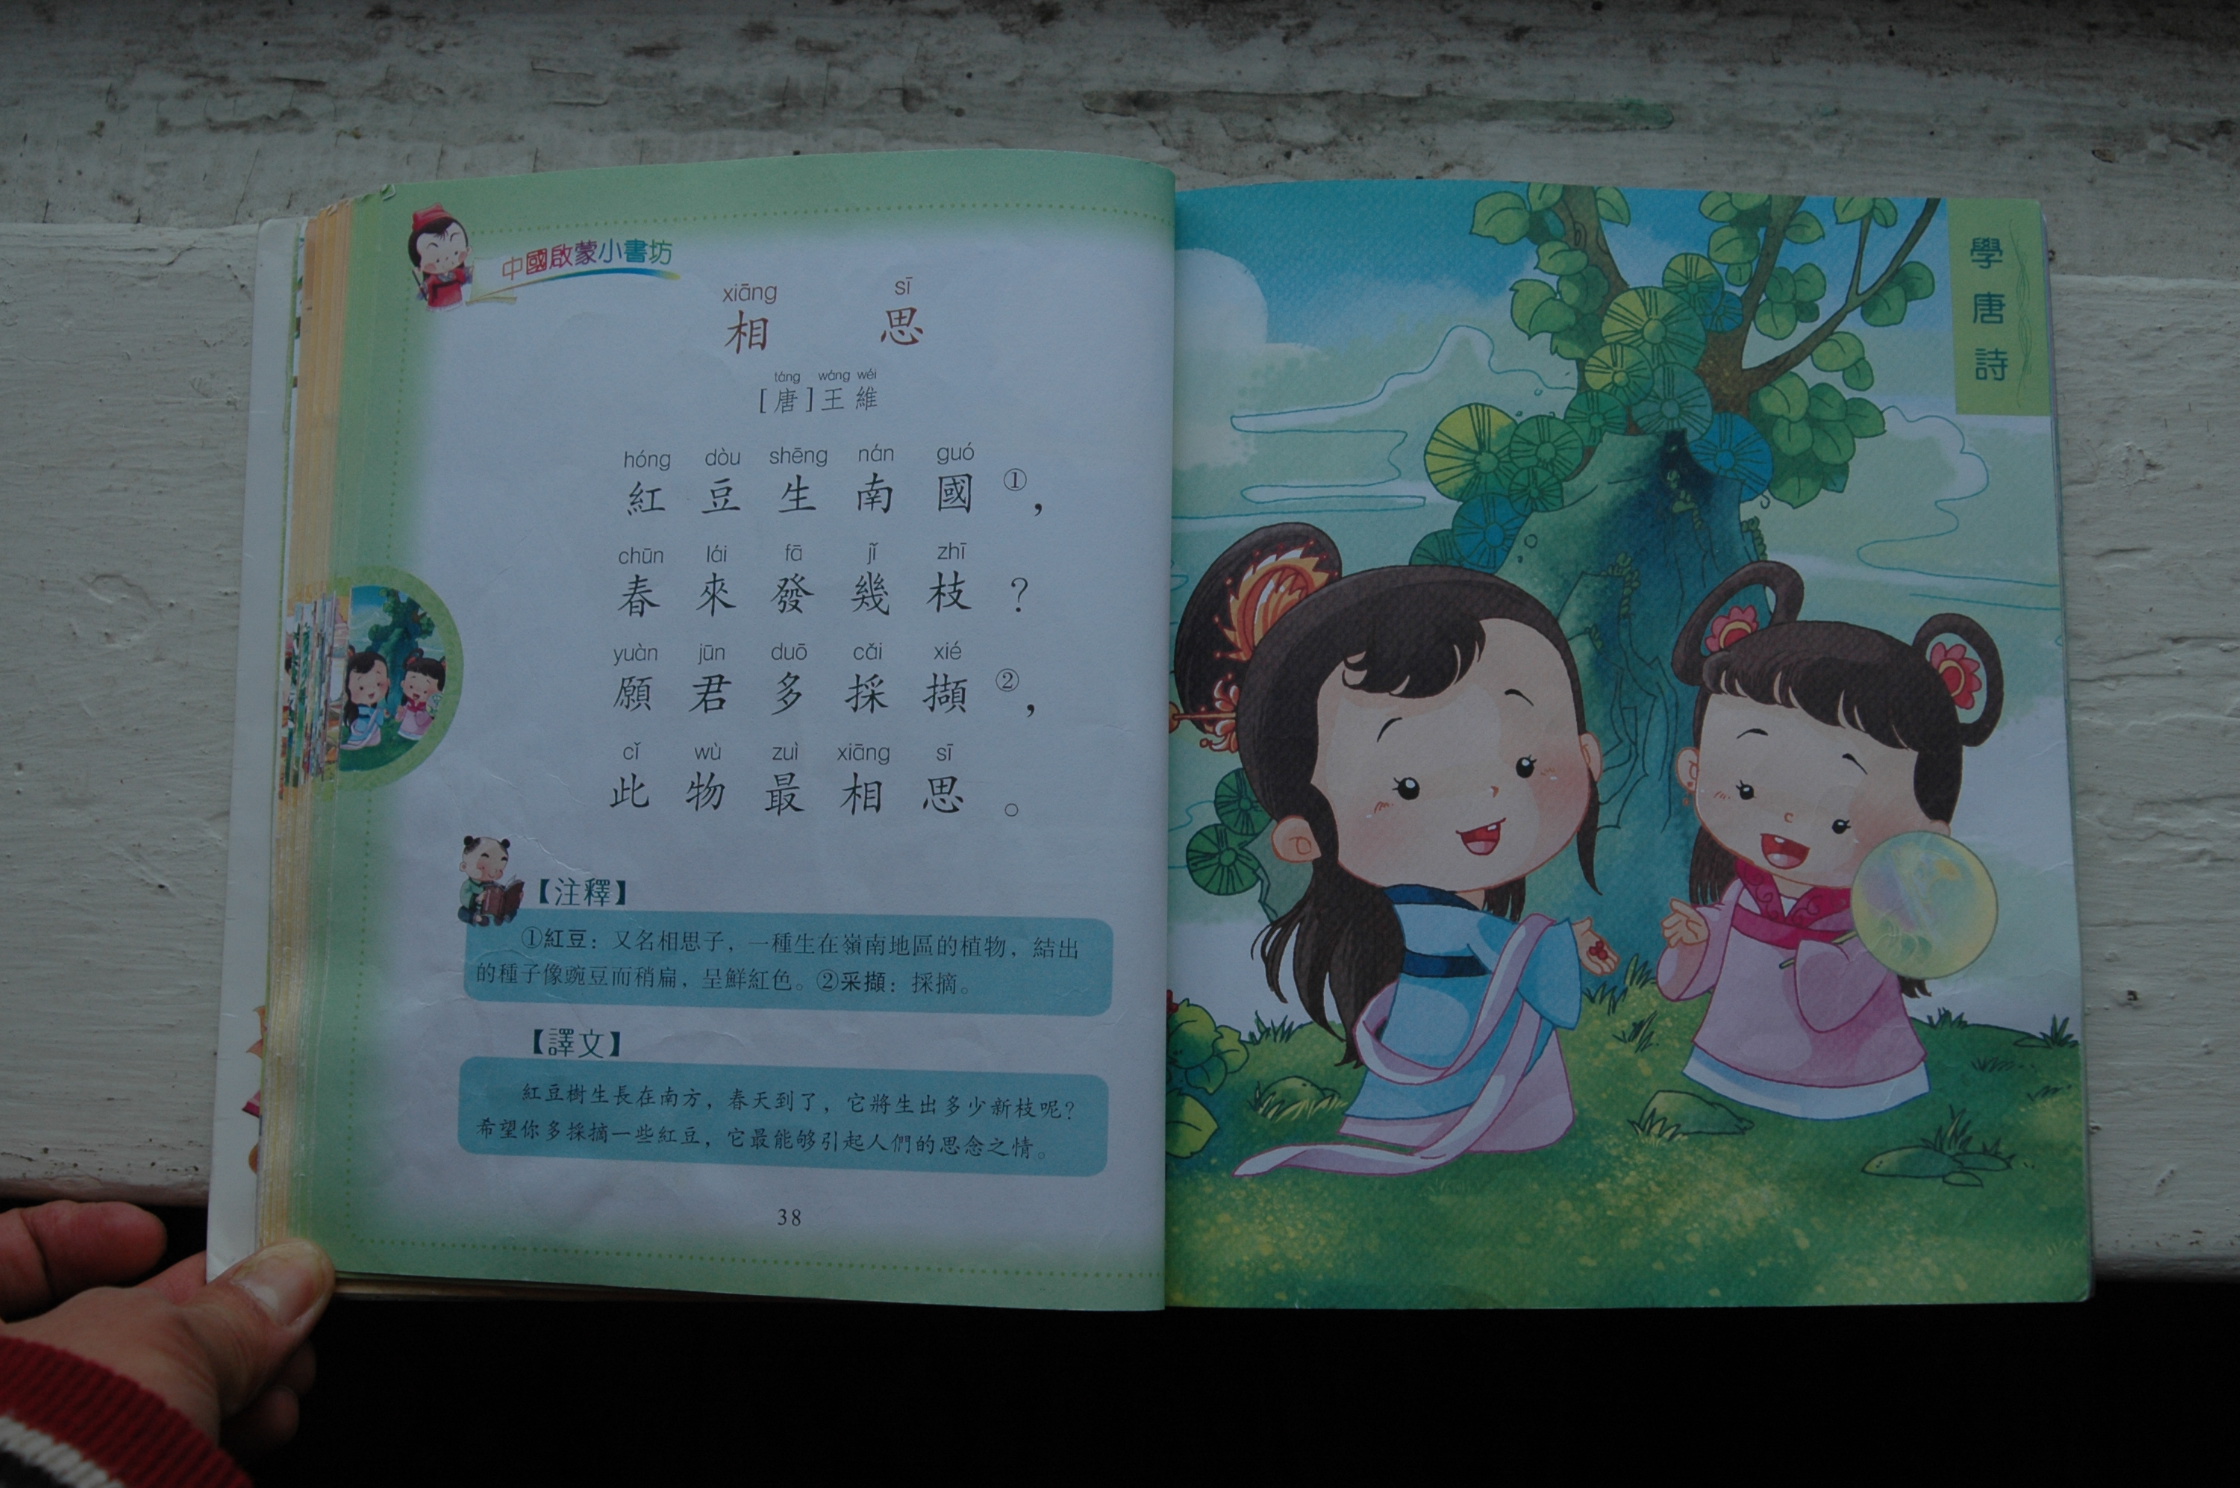 中國啟蒙小書坊
xiāng sī
相 思
táng wáng wéi
[唐]王維
hóng dòu shēng nán guó
紅豆生南國①，
chūn lái fā jǐ zhī
春來發幾枝？
yuàn jūn duō cǎi xié
願君多採擷②，
cǐ wù zuì xiāng sī
此物最相思。
【注釋】
①紅豆：又名相思子，一種生在嶺南地區的植物，結出
的種子像豌豆而稍扁，呈鮮紅色。②采擷：採摘。
【譯文】
紅豆樹生長在南方，春天到了，它將生出多少新枝呢？
希望你多採摘一些紅豆，它最能够引起人們的思念之情。
38
學唐詩